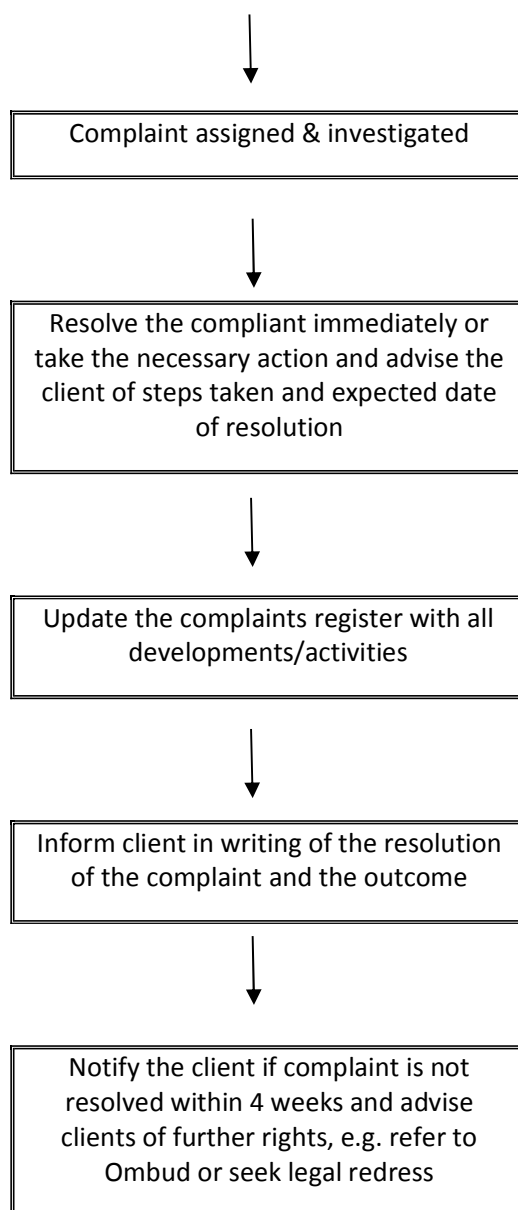 Complaint assigned & investigated
Resolve the compliant immediately or
take the necessary action and advise the
client of steps taken and expected date
of resolution
Update the complaints register with all
developments/activities
Inform client in writing of the resolution
of the complaint and the outcome
Notify the client if complaint is not
resolved within 4 weeks and advise
clients of further rights, e.g. refer to
Ombud or seek legal redress